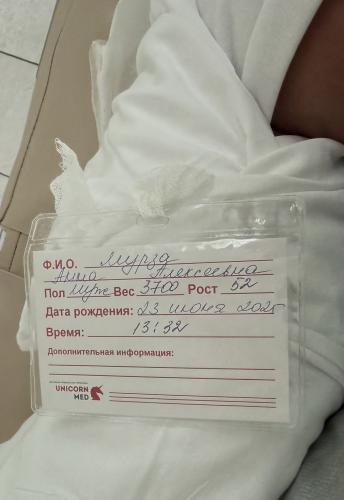 Ф.И.О. Мурза
Анна Алексеевна
Пол Муж Вес 3700 Рост 52
Дата рождения: 23 июня 2025
Время: 13:32
Дополнительная информация:
UNICORN
MED